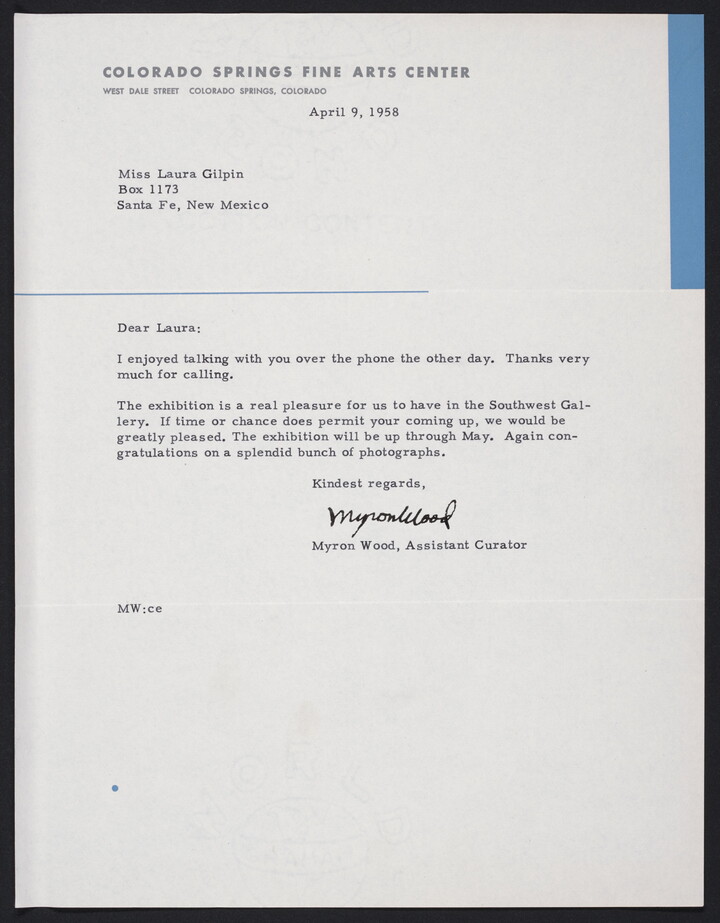 COLORADO SPRINGS FINE ARTS CENTER
WEST DALE STREET COLORADO SPRINGS, COLORADO
April 9, 1958
Miss Laura Gilpin
Box 1173
Santa Fe, New Mexico
Dear Laura:
I enjoyed talking with you over the phone the other day. Thanks very
much for calling.
The exhibition is a real pleasure for us to have in the Southwest Gal-
lery. If time or chance does permit your coming up, we would be
greatly pleased. The exhibition will be up through May. Again con-
gratulations on a splendid bunch of photographs.
Kindest regards,
Myron Wood
Myron Wood, Assistant Curator
MW:ce